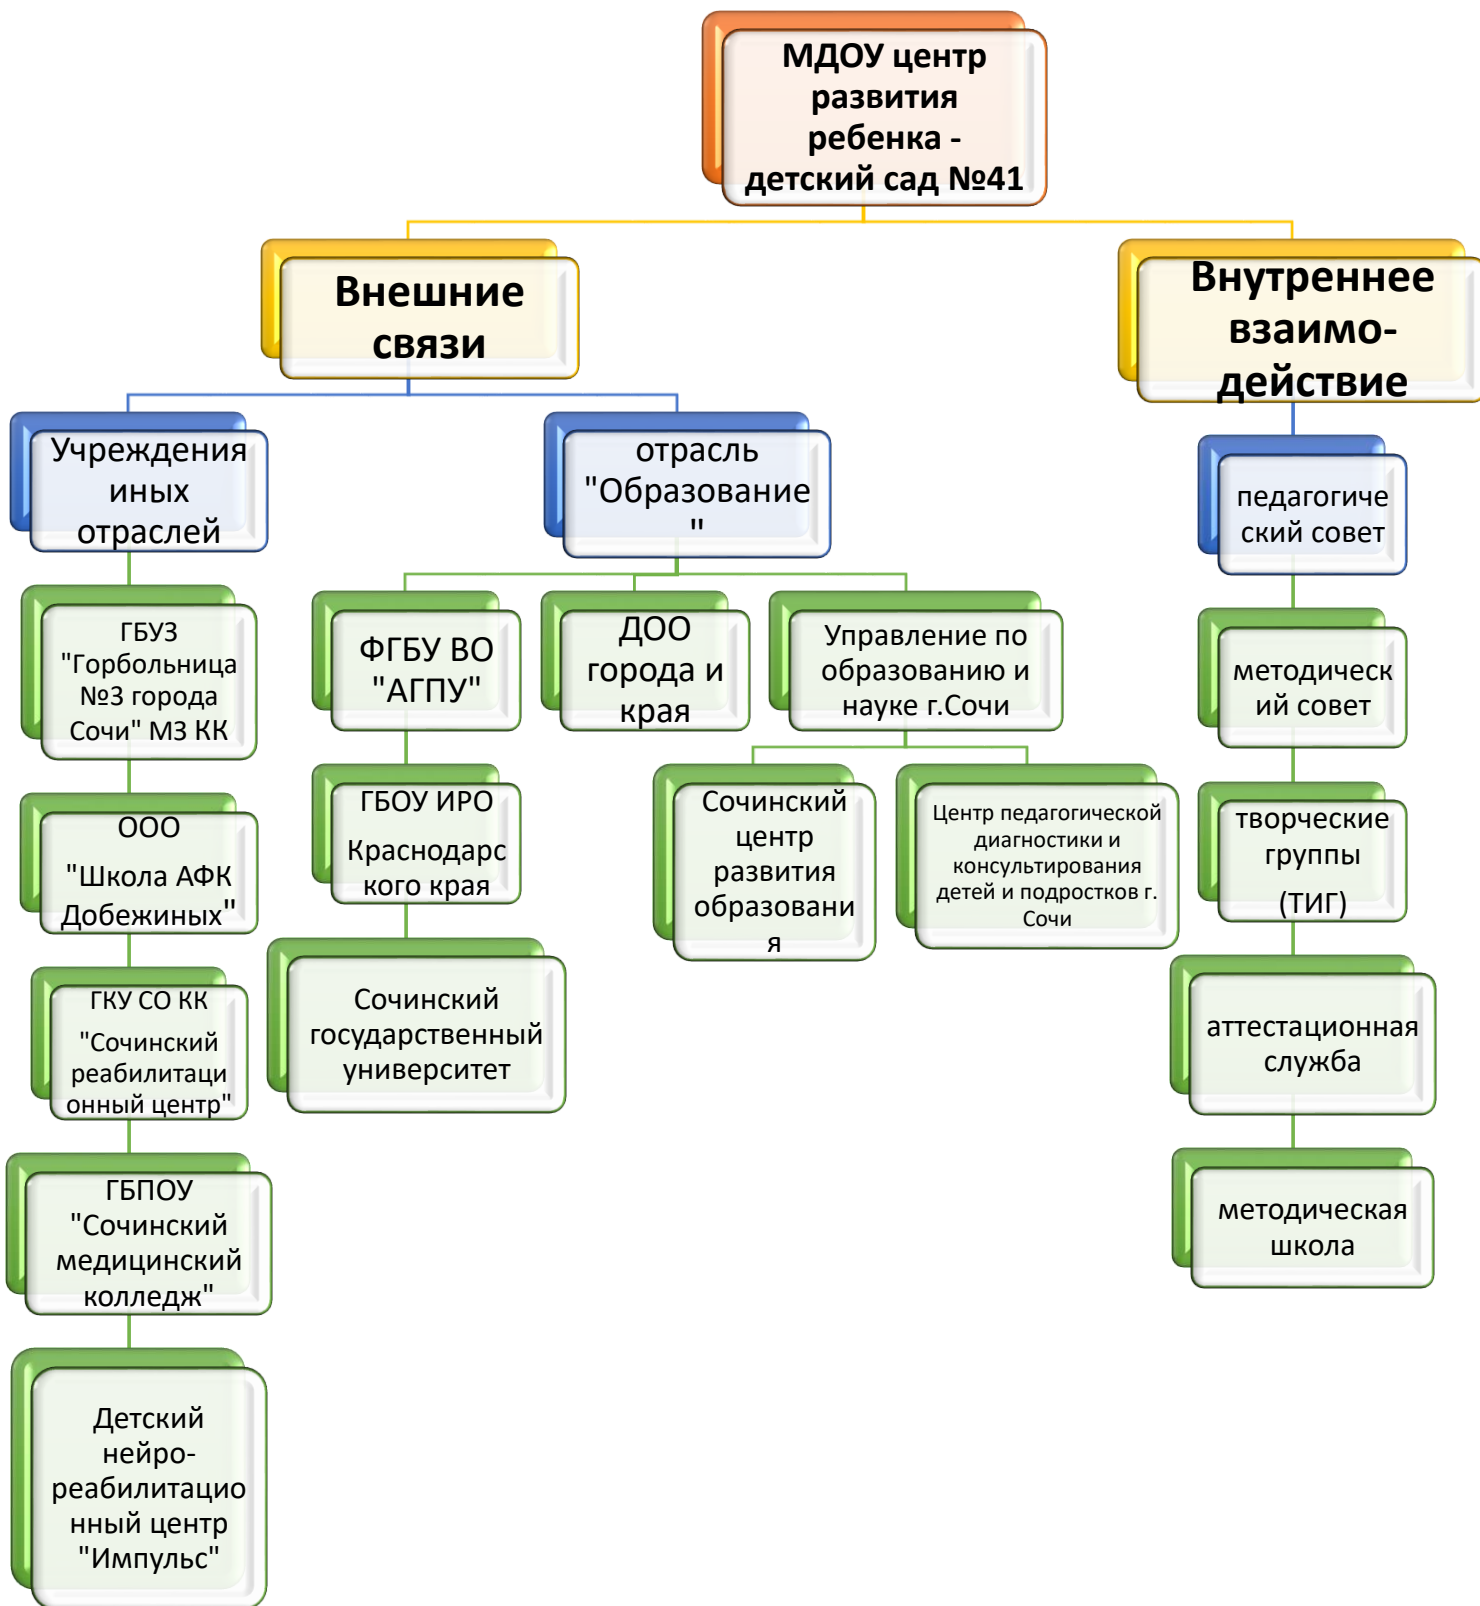 МДОУ центр
развития
ребенка -
детский сад №41
Внешние
связи
Внутреннее
взаимо-
действие
Учреждения
иных
отраслей
отрасль
"Образование
"
педагогиче
ский совет
ГБУЗ
"Горбольница
№3 города
Сочи" МЗ КК
ФГБУ ВО
"АГПУ"
ДОО
города и
края
Управление по
образованию и
науке г.Сочи
методическ
ий совет
ООО
"Школа АФК
Добежиных"
ГБОУ ИРО
Краснодарс
кого края
Сочинский
центр
развития
образовани
я
Центр педагогической
диагностики и
консультирования
детей и подростков г.
Сочи
творческие
группы
(ТИГ)
ГКУ СО КК
"Сочинский
реабилитаци
онный центр"
Сочинский
государственный
университет
аттестационная
служба
ГБПОУ
"Сочинский
медицинский
колледж"
методическая
школа
Детский
нейро-
реабилитацио
нный центр
"Импульс"